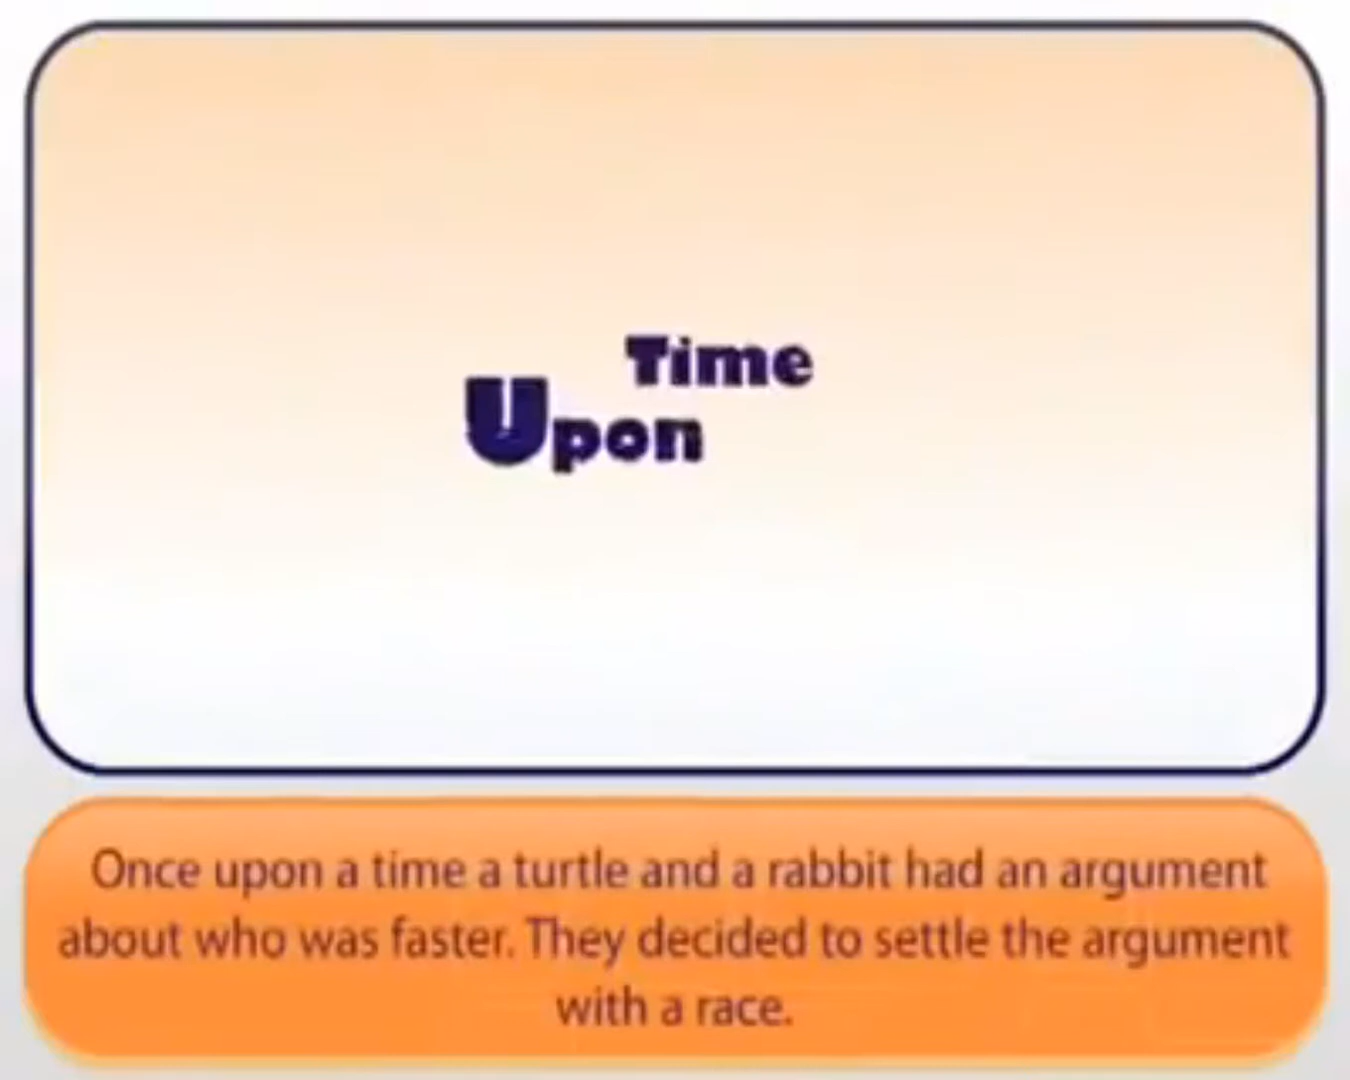 Time
Upon
Once upon a time a turtle and a rabbit had an argument
about who was faster. They decided to settle the argument
with a race.